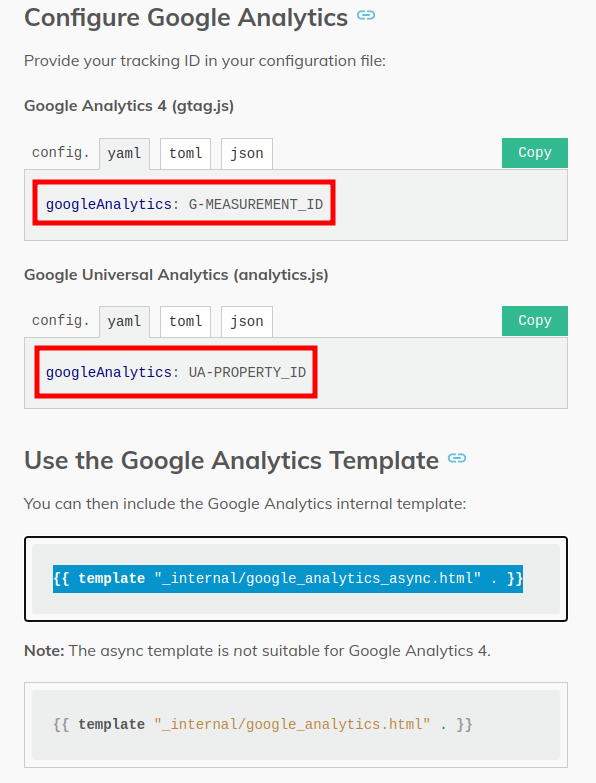 Configure Google Analytics
Provide your tracking ID in your configuration file:
Google Analytics 4 (gtag.js)
config. yaml toml json Copy
googleAnalytics: G-MEASUREMENT_ID
Google Universal Analytics (analytics.js)
config. yaml toml json Copy
googleAnalytics: UA-PROPERTY_ID
Use the Google Analytics Template
You can then include the Google Analytics internal template:
{{ template "_internal/google_analytics_async.html" . }}
Note: The async template is not suitable for Google Analytics 4.
{{ template "_internal/google_analytics.html" . }}